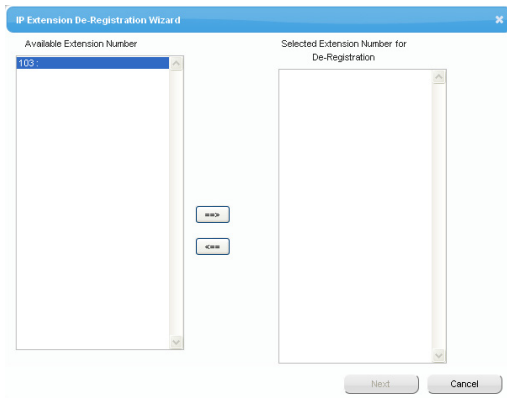 IP Extension De-Registration Wizard
Available Extension Number
Selected Extension Number for
De-Registration
103 :
==>
<==
Next
Cancel